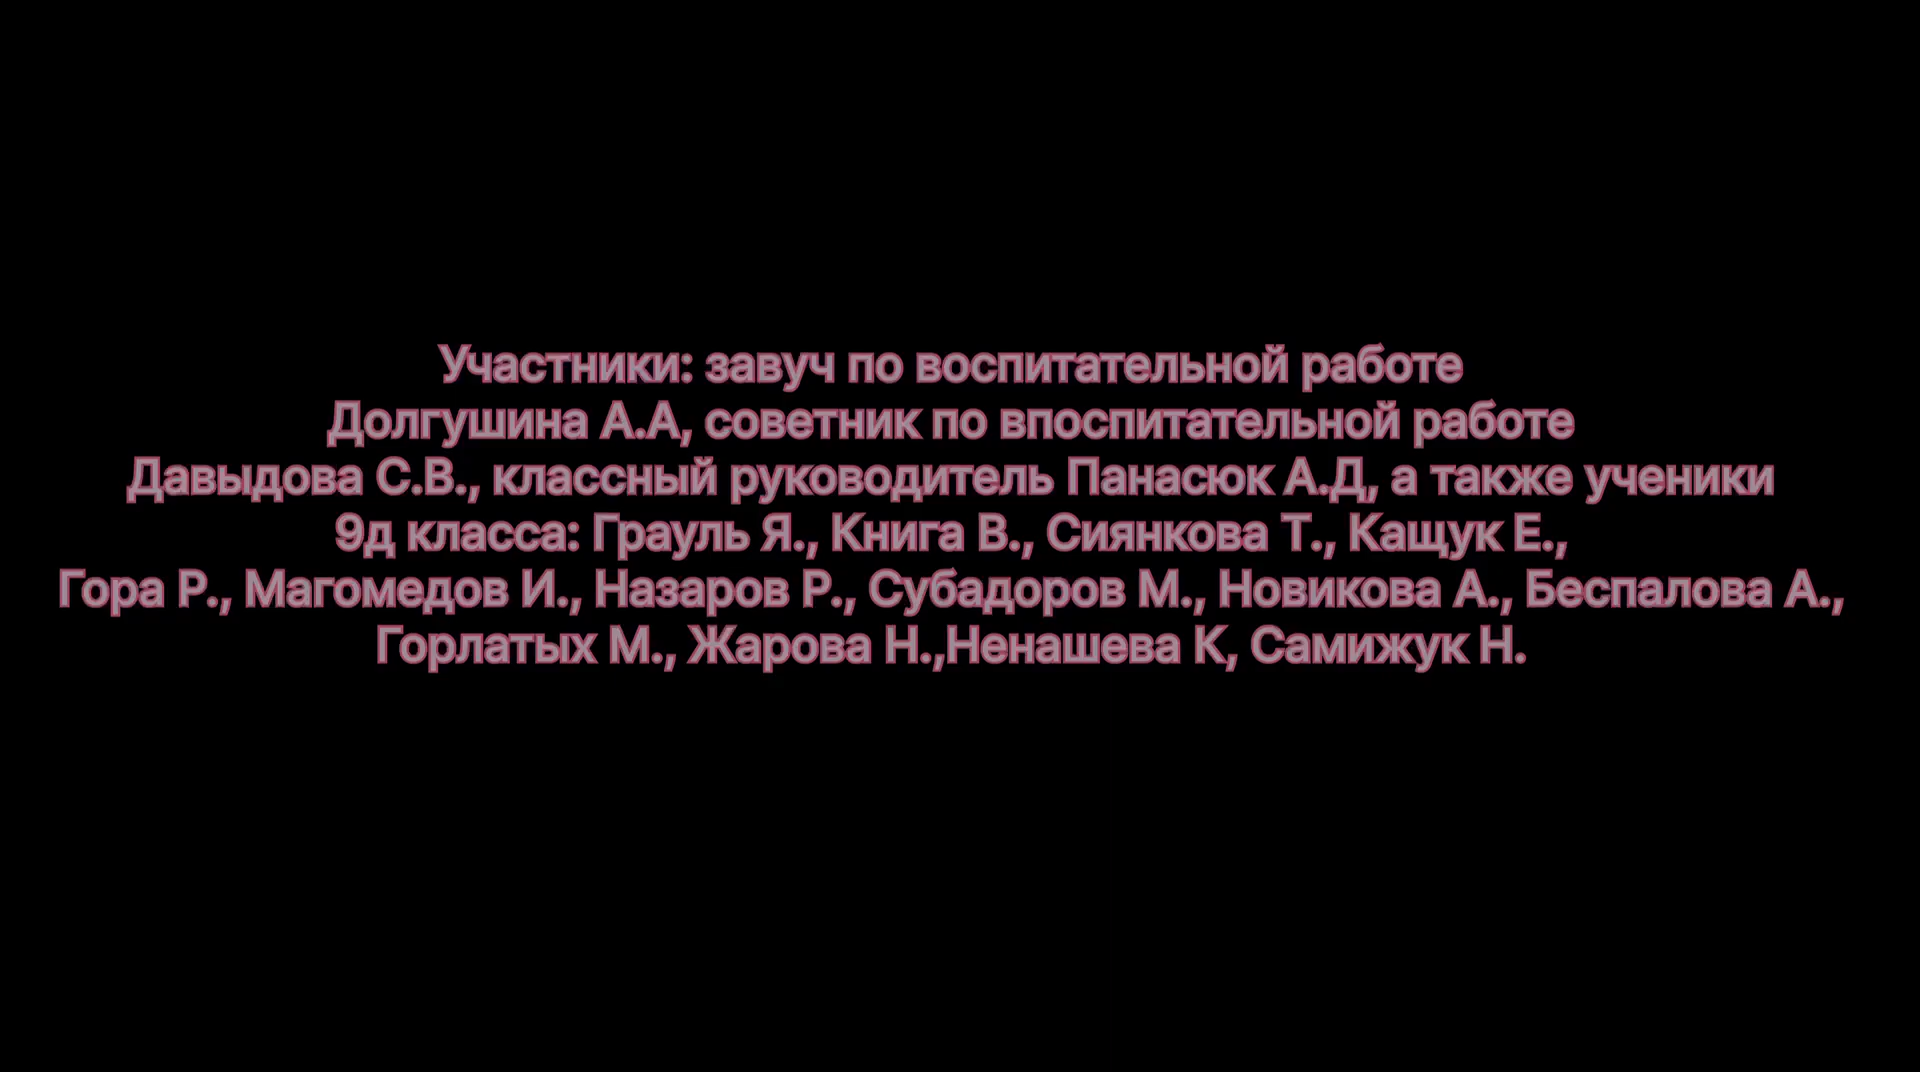 Участники: завуч по воспитательной работе
Долгушина А.А, советник по впоспитательной работе
Давыдова С.В., классный руководитель Панасюк А.Д, а также ученики
9д класса: Грауль Я., Книга В., Сиянкова Т., Кащук Е.,
Гора Р., Магомедов И., Назаров Р., Субадоров М., Новикова А., Беспалова А.,
Горлатых М., Жарова Н.,Ненашева К, Самижук Н.